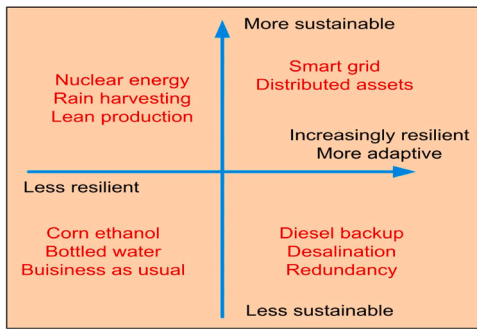 More sustainable
Nuclear energy
Rain harvesting
Lean production
Smart grid
Distributed assets
Increasingly resilient
More adaptive
Less resilient
Corn ethanol
Bottled water
Buisiness as usual
Diesel backup
Desalination
Redundancy
Less sustainable